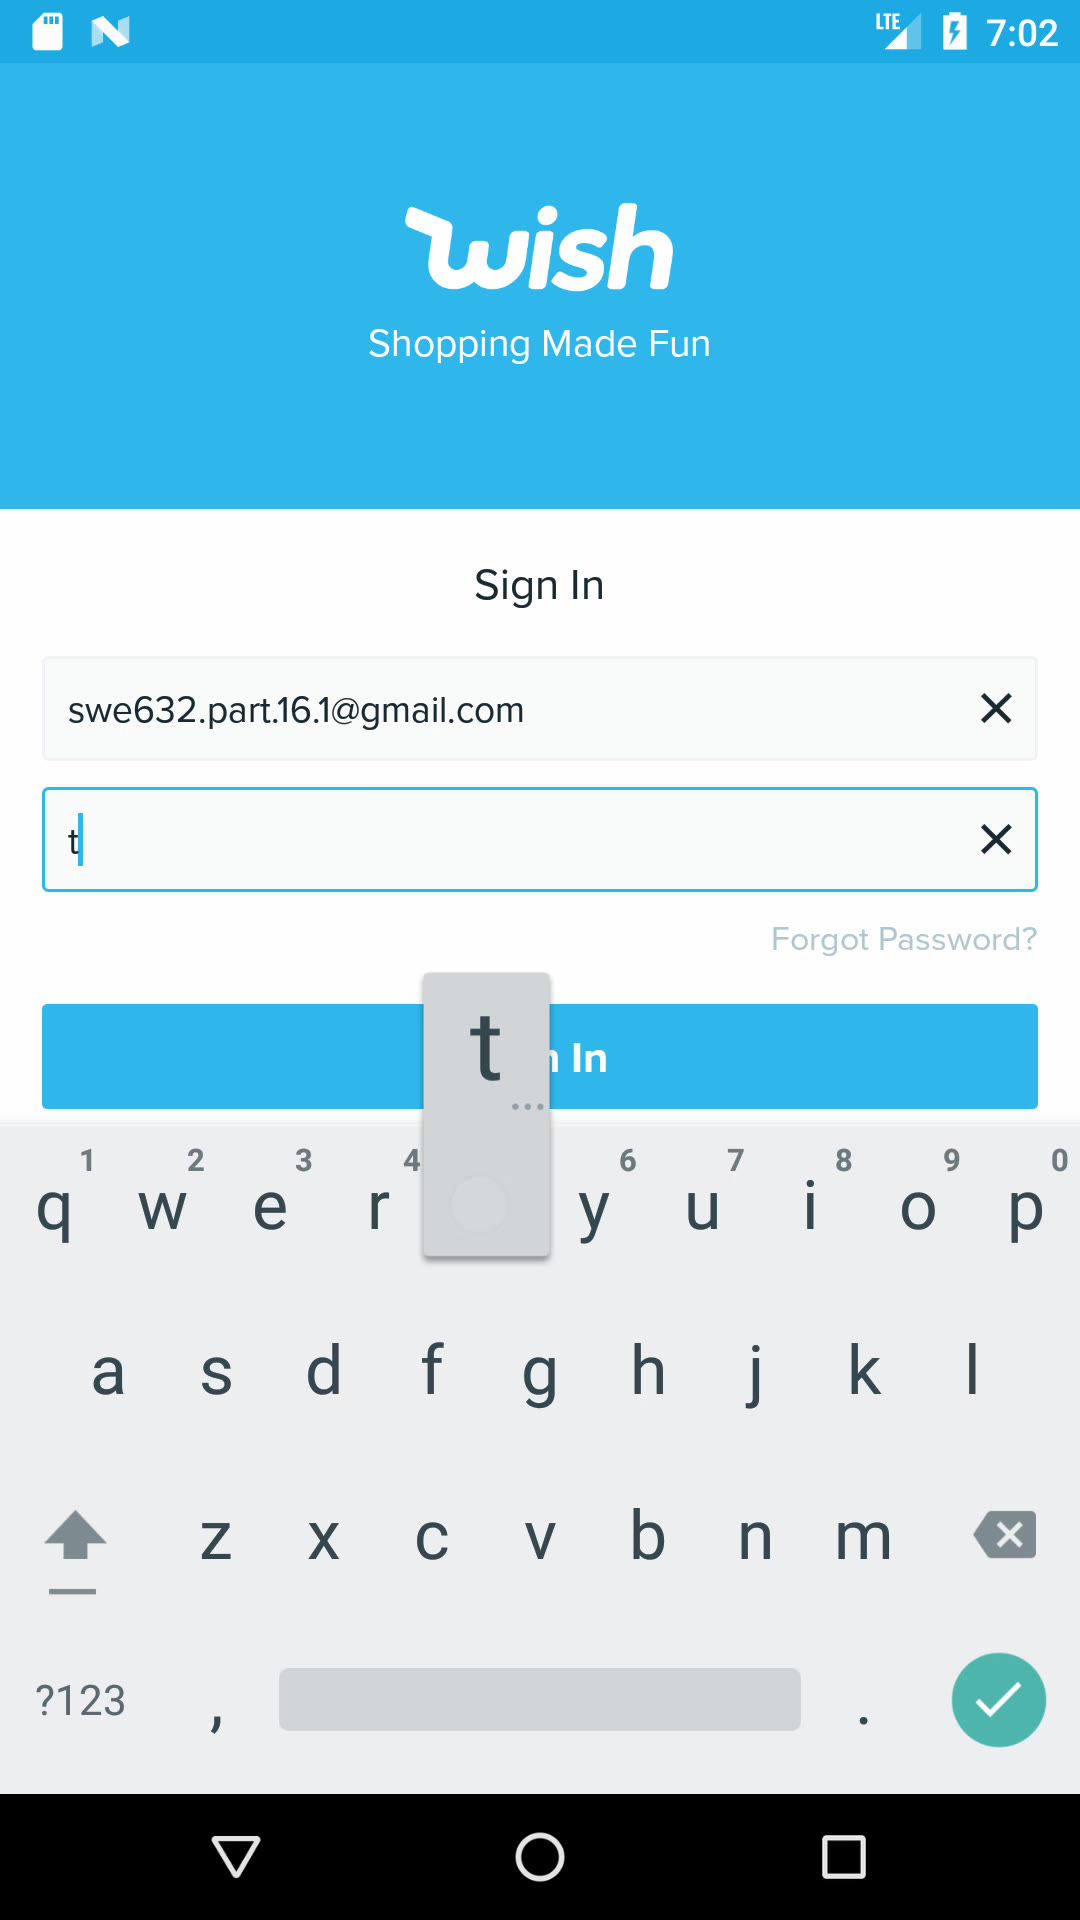 LTE 7:02
wish
Shopping Made Fun
Sign In
swe632.part.16.1@gmail.com
t
Forgot Password?
t
n In
...
1 2 3 4 6 7 8 9 0
q w e r y u i o p
a s d f g h j k l
z x c v b n m
?123 , .